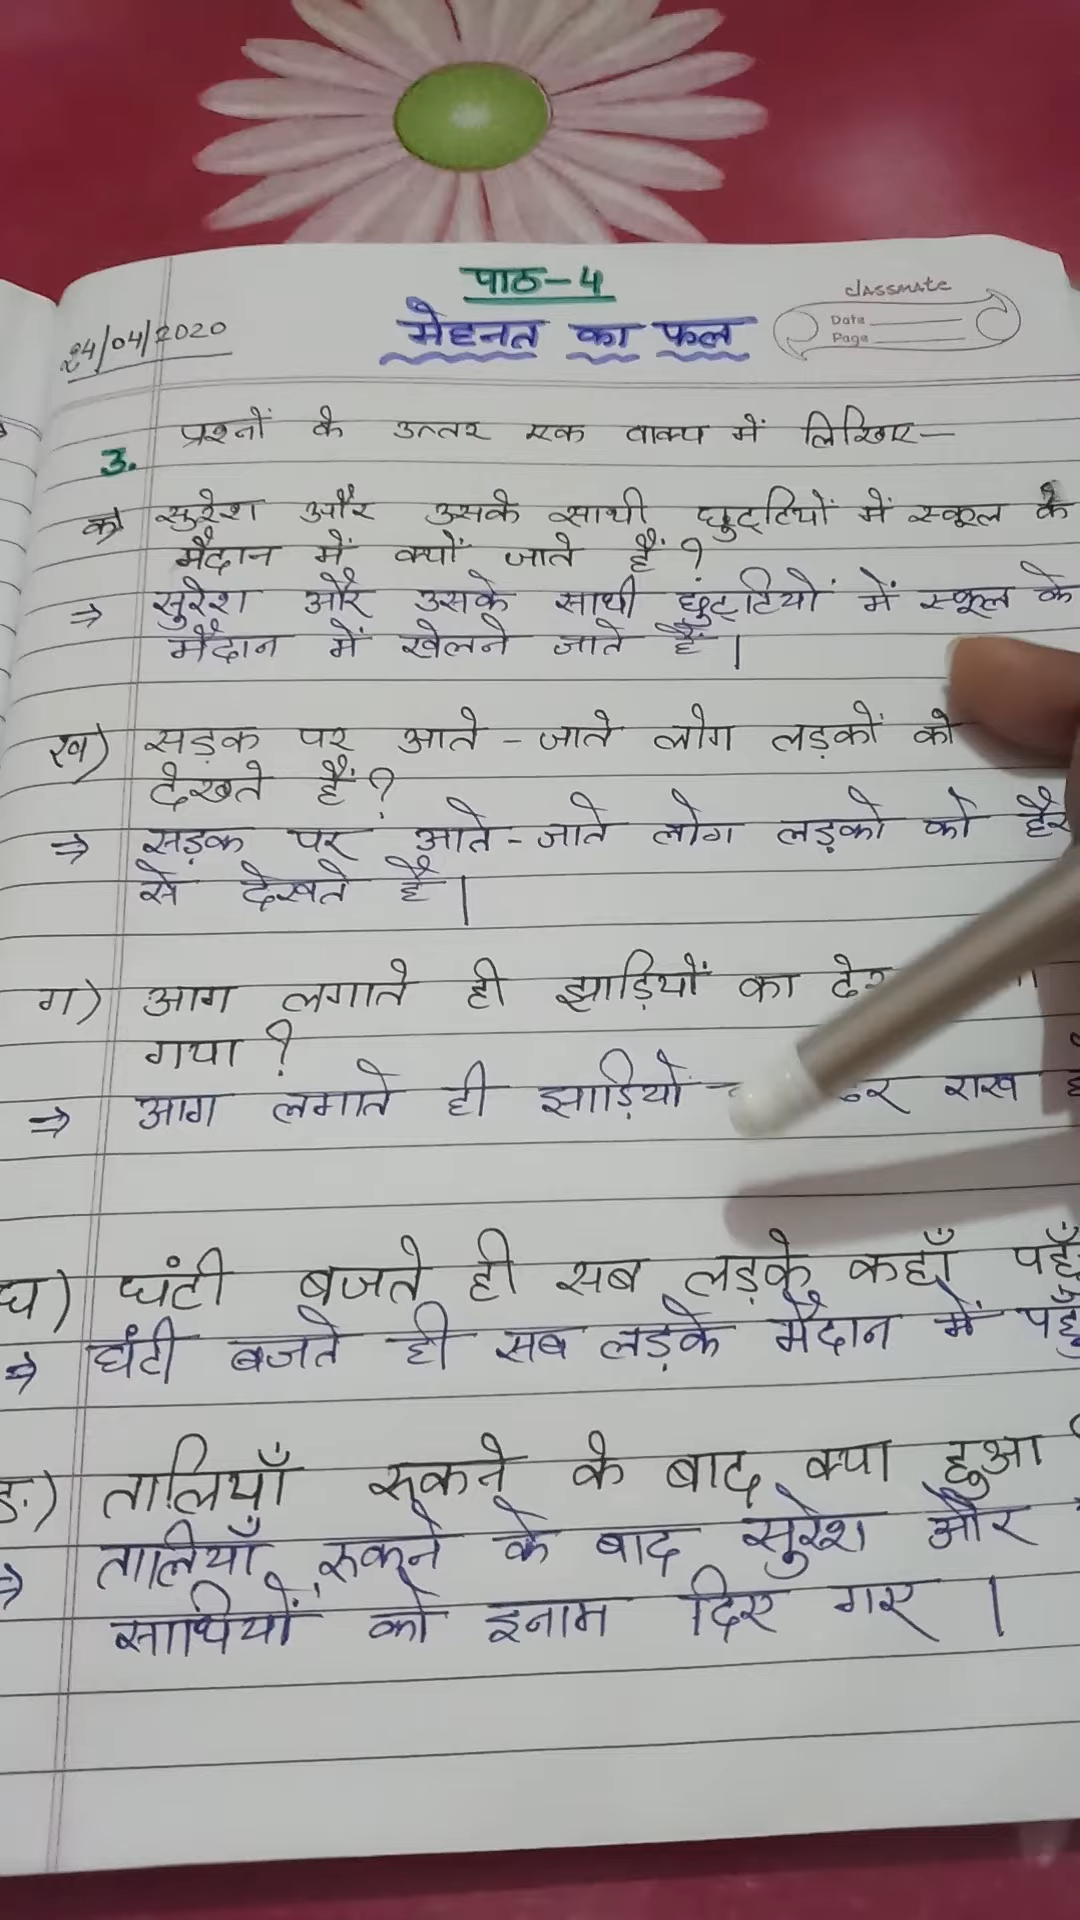 पाठ-4
classmate
24/04/2020
मेहनत का फल
Date
Page
3. प्रश्नों के उत्तर एक वाक्य में लिखिए-
क) सुरेश और उसके साथी छुट्टियों में स्कूल के
मैदान में क्यों जाते हैं?
⇒ सुरेश और उसके साथी छुट्टियों में स्कूल के
मैदान में खेलने जाते हैं।
ख) सड़क पर आते-जाते लोग लड़कों को
देखते हैं?
⇒ सड़क पर आते-जाते लोग लड़को को
से देखते है।
ग) आग लगाते ही झाड़ियों का ढेर
गया?
⇒ आग लगाते ही झाड़ियो राख
घ) घंटी बजते ही सब लड़के कहाँ
⇒ घंटी बजते ही सब लड़के मैदान में
ङ) तालियाँ रूकने के बाद क्या हुआ
⇒ तालियाँ रुकने के बाद सुरेश और
साथियों को इनाम दिए गए।